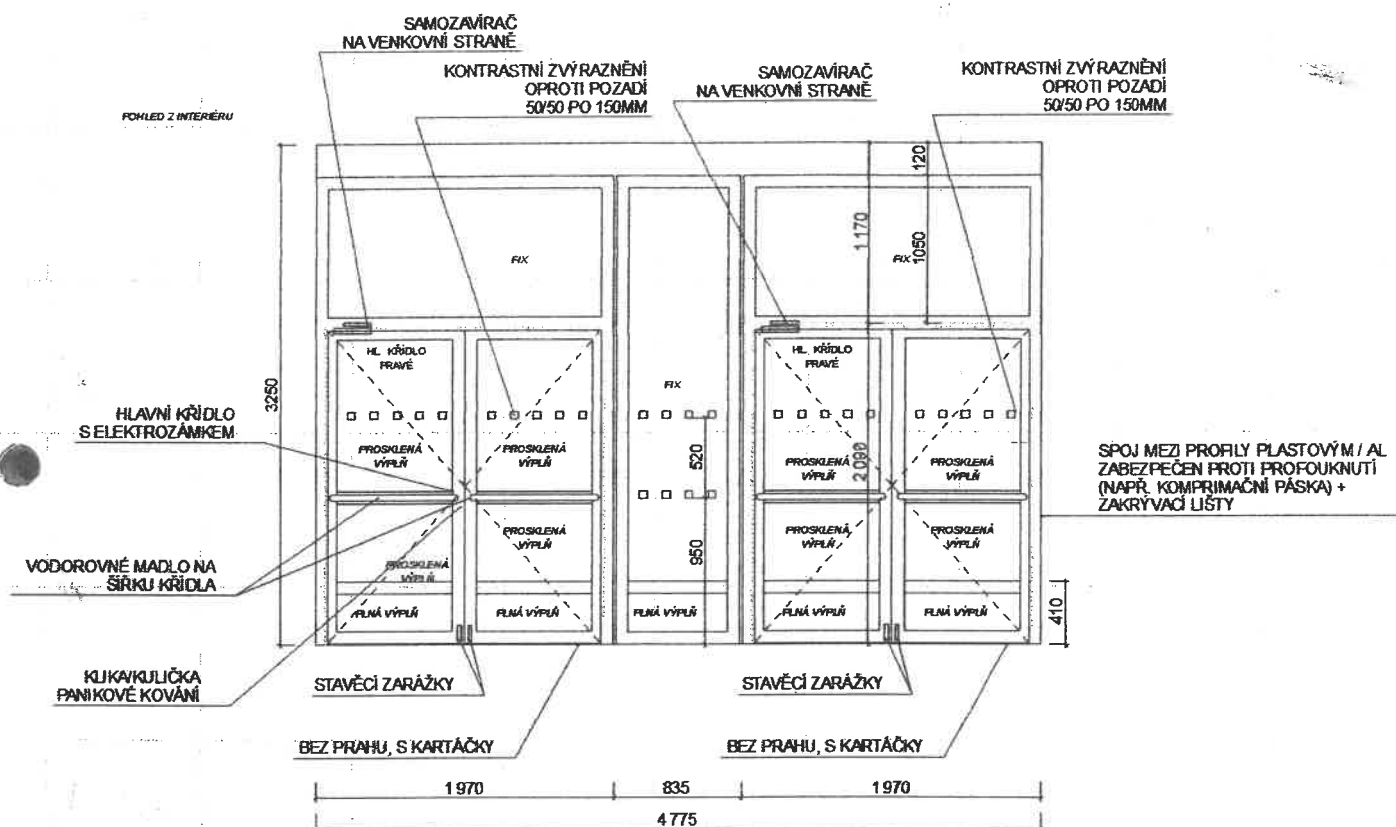 SAMOZAVÍRAČ
NA VENKOVNÍ STRANĚ
KONTRASTNÍ ZVÝRAZNĚNÍ
OPROTI POZADÍ
50/50 PO 150MM
SAMOZAVÍRAČ
NA VENKOVNÍ STRANĚ
KONTRASTNÍ ZVÝRAZNĚNÍ
OPROTI POZADÍ
50/50 PO 150MM
POHLED Z INTERIÉRU
3250
120
1170
1050
FIX
FIX
HL. KŘÍDLO
PRAVÉ
FIX
HL. KŘÍDLO
PRAVÉ
HLAVNÍ KŘÍDLO
S ELEKTROZÁMKEM
PROSKLENÁ
VÝPLŇ
PROSKLENÁ
VÝPLŇ
520
PROSKLENÁ
VÝPLŇ
2090
PROSKLENÁ
VÝPLŇ
SPOJ MEZI PROFILY PLASTOVÝM / AL
ZABEZPEČEN PROTI PROFOUKNUTÍ
(NAPŘ. KOMPRIMAČNÍ PÁSKA) +
ZAKRÝVACÍ LIŠTY
PROSKLENÁ
VÝPLŇ
PROSKLENÁ
VÝPLŇ
950
PROSKLENÁ
VÝPLŇ
PROSKLENÁ
VÝPLŇ
VODOROVNÉ MADLO NA
ŠÍŘKU KŘÍDLA
PLNÁ VÝPLŇ
PLNÁ VÝPLŇ
PLNÁ VÝPLŇ
PLNÁ VÝPLŇ
PLNÁ VÝPLŇ
410
KLIKA/KULIČKA
PANIKOVÉ KOVÁNÍ
STAVĚCÍ ZARÁŽKY
STAVĚCÍ ZARÁŽKY
BEZ PRAHU, S KARTÁČKY
BEZ PRAHU, S KARTÁČKY
1970
835
1970
4775